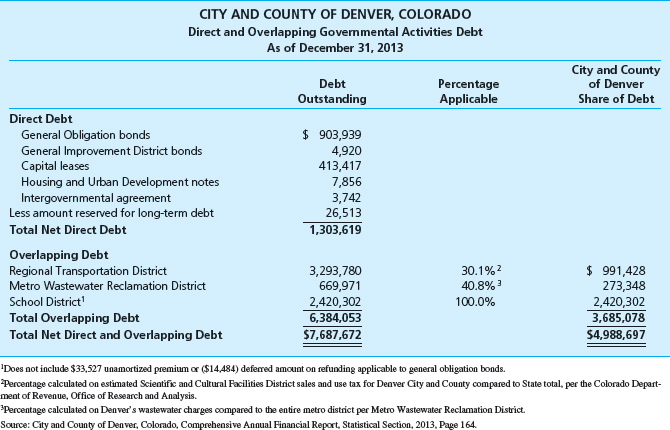 CITY AND COUNTY OF DENVER, COLORADO
Direct and Overlapping Governmental Activities Debt
As of December 31, 2013
Debt Outstanding Percentage Applicable City and County of Denver Share of Debt
Direct Debt
General Obligation bonds $ 903,939
General Improvement District bonds 4,920
Capital leases 413,417
Housing and Urban Development notes 7,856
Intergovernmental agreement 3,742
Less amount reserved for long-term debt 26,513
Total Net Direct Debt 1,303,619
Overlapping Debt
Regional Transportation District 3,293,780 30.1%2 $ 991,428
Metro Wastewater Reclamation District 669,971 40.8%3 273,348
School District1 2,420,302 100.0% 2,420,302
Total Overlapping Debt 6,384,053 3,685,078
Total Net Direct and Overlapping Debt $7,687,672 $4,988,697
1Does not include $33,527 unamortized premium or ($14,484) deferred amount on refunding applicable to general obligation bonds.
2Percentage calculated on estimated Scientific and Cultural Facilities District sales and use tax for Denver City and County compared to State total, per the Colorado Depart-
ment of Revenue, Office of Research and Analysis.
3Percentage calculated on Denver's wastewater charges compared to the entire metro district per Metro Wastewater Reclamation District.
Source: City and County of Denver, Colorado, Comprehensive Annual Financial Report, Statistical Section, 2013, Page 164.